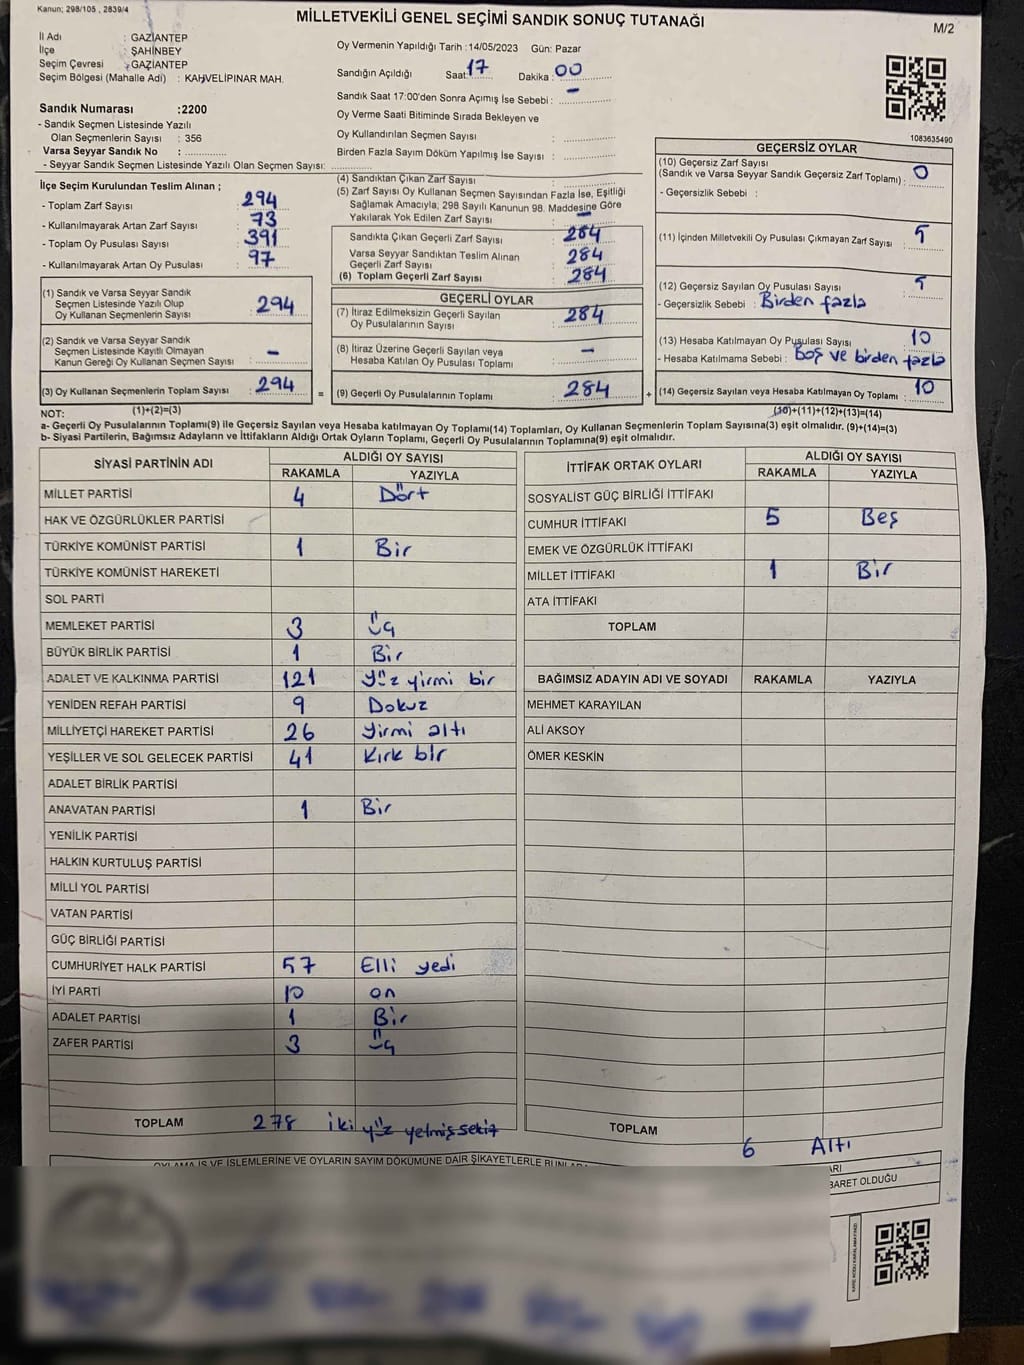 Kanun; 298/105 , 2839/4
MİLLETVEKİLİ GENEL SEÇİMİ SANDIK SONUÇ TUTANAĞI
M/2
İl Adı : GAZİANTEP
İlçe : ŞAHİNBEY
Seçim Çevresi : GAZİANTEP
Seçim Bölgesi (Mahalle Adı) : KAHVELİPINAR MAH.
Sandık Numarası :2200
- Sandık Seçmen Listesinde Yazılı
Olan Seçmenlerin Sayısı : 356
Varsa Seyyar Sandık No :
- Seyyar Sandık Seçmen Listesinde Yazılı Olan Seçmen Sayısı:
Oy Vermenin Yapıldığı Tarih :14/05/2023 Gün: Pazar
Sandığın Açıldığı Saat: 17 Dakika : 00
Sandık Saat 17:00'den Sonra Açımış İse Sebebi : -
Oy Verme Saati Bitiminde Sırada Bekleyen ve
Oy Kullandırılan Seçmen Sayısı :
Birden Fazla Sayım Döküm Yapılmış İse Sayısı :
1083635490
İlçe Seçim Kurulundan Teslim Alınan ;
- Toplam Zarf Sayısı : 294
- Kullanılmayarak Artan Zarf Sayısı : 73
- Toplam Oy Pusulası Sayısı : 391
- Kullanılmayarak Artan Oy Pusulası : 97
(4) Sandıktan Çıkan Zarf Sayısı :
(5) Zarf Sayısı Oy Kullanan Seçmen Sayısından Fazla İse, Eşitliği
Sağlamak Amacıyla; 298 Sayılı Kanunun 98. Maddesine Göre
Yakılarak Yok Edilen Zarf Sayısı : -
Sandıkta Çıkan Geçerli Zarf Sayısı : 284
Varsa Seyyar Sandıktan Teslim Alınan
Geçerli Zarf Sayısı : 284
(6) Toplam Geçerli Zarf Sayısı : 284
GEÇERSİZ OYLAR
(10) Geçersiz Zarf Sayısı
(Sandık ve Varsa Seyyar Sandık Geçersiz Zarf Toplamı) : 0
- Geçersizlik Sebebi :
(11) İçinden Milletvekili Oy Pusulası Çıkmayan Zarf Sayısı : 5
(12) Geçersiz Sayılan Oy Pusulası Sayısı : 5
- Geçersizlik Sebebi : Birden fazla
(13) Hesaba Katılmayan Oy Pusulası Sayısı : 10
- Hesaba Katılmama Sebebi : Boş ve birden fazla
(14) Geçersiz Sayılan veya Hesaba Katılmayan Oy Toplamı : 10
(10)+(11)+(12)+(13)=(14)
(1) Sandık ve Varsa Seyyar Sandık
Seçmen Listesinde Yazılı Olup
Oy Kullanan Seçmenlerin Sayısı : 294
(2) Sandık ve Varsa Seyyar Sandık
Seçmen Listesinde Kayıtlı Olmayan
Kanun Gereği Oy Kullanan Seçmen Sayısı : -
(3) Oy Kullanan Seçmenlerin Toplam Sayısı : 294
(1)+(2)=(3)
=
GEÇERLİ OYLAR
(7) İtiraz Edilmeksizin Geçerli Sayılan
Oy Pusulalarının Sayısı : 284
(8) İtiraz Üzerine Geçerli Sayılan veya
Hesaba Katılan Oy Pusulası Toplamı : -
(9) Geçerli Oy Pusulalarının Toplamı : 284
+
NOT:
a- Geçerli Oy Pusulalarının Toplamı(9) ile Geçersiz Sayılan veya Hesaba katılmayan Oy Toplamı(14) Toplamları, Oy Kullanan Seçmenlerin Toplam Sayısına(3) eşit olmalıdır. (9)+(14)=(3)
b- Siyasi Partilerin, Bağımsız Adayların ve İttifakların Aldığı Ortak Oyların Toplamı, Geçerli Oy Pusulalarının Toplamına(9) eşit olmalıdır.
SİYASİ PARTİNİN ADI ALDIĞI OY SAYISI
RAKAMLA YAZIYLA
MİLLET PARTİSİ 4 Dört
HAK VE ÖZGÜRLÜKLER PARTİSİ
TÜRKİYE KOMÜNİST PARTİSİ 1 Bir
TÜRKİYE KOMÜNİST HAREKETİ
SOL PARTİ
MEMLEKET PARTİSİ 3 Üç
BÜYÜK BİRLİK PARTİSİ 1 Bir
ADALET VE KALKINMA PARTİSİ 121 Yüz yirmi bir
YENİDEN REFAH PARTİSİ 9 Dokuz
MİLLİYETÇİ HAREKET PARTİSİ 26 Yirmi altı
YEŞİLLER VE SOL GELECEK PARTİSİ 41 Kırk bir
ADALET BİRLİK PARTİSİ
ANAVATAN PARTİSİ 1 Bir
YENİLİK PARTİSİ
HALKIN KURTULUŞ PARTİSİ
MİLLİ YOL PARTİSİ
VATAN PARTİSİ
GÜÇ BİRLİĞİ PARTİSİ
CUMHURİYET HALK PARTİSİ 57 Elli yedi
İYİ PARTİ 10 on
ADALET PARTİSİ 1 Bir
ZAFER PARTİSİ 3 Üç
TOPLAM 278 iki yüz yetmiş sekiz
İTTİFAK ORTAK OYLARI ALDIĞI OY SAYISI
RAKAMLA YAZIYLA
SOSYALİST GÜÇ BİRLİĞİ İTTİFAKI
CUMHUR İTTİFAKI 5 Beş
EMEK VE ÖZGÜRLÜK İTTİFAKI
MİLLET İTTİFAKI 1 Bir
ATA İTTİFAKI
TOPLAM
BAĞIMSIZ ADAYIN ADI VE SOYADI RAKAMLA YAZIYLA
MEHMET KARAYILAN
ALİ AKSOY
ÖMER KESKİN
TOPLAM 6 Altı
İŞ VE İŞLEMLERİNE VE OYLARIN SAYIM DÖKÜMÜNE DAİR ŞİKAYETLERLE
BARET OLDUĞU